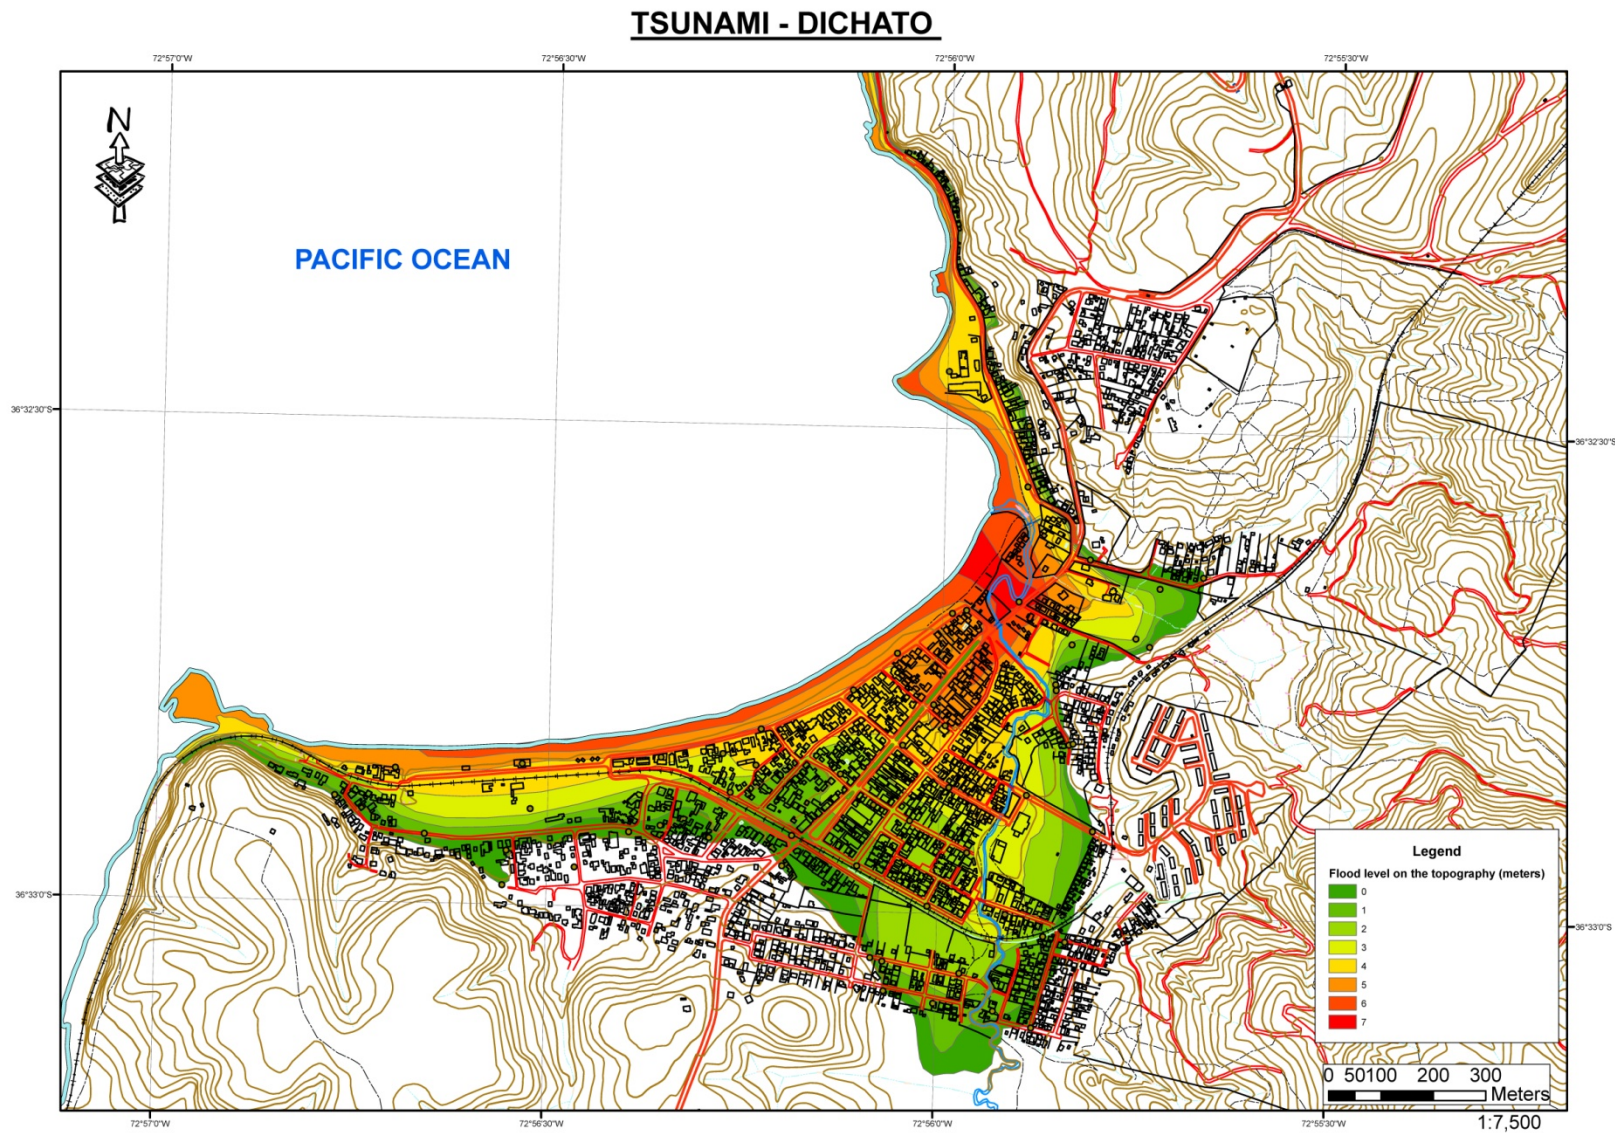 TSUNAMI - DICHATO
72°57'0"W
72°56'30"W
72°56'0"W
72°55'30"W
N
PACIFIC OCEAN
36°32'30"S
36°32'30"S
36°33'0"S
36°33'0"S
Legend
Flood level on the topography (meters)
0
1
2
3
4
5
6
7
0 50 100 200 300
Meters
1:7,500
72°57'0"W
72°56'30"W
72°56'0"W
72°55'30"W